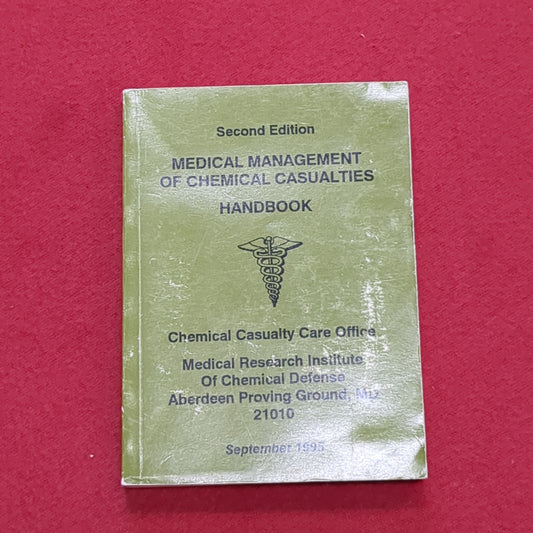 Second Edition
MEDICAL MANAGEMENT
OF CHEMICAL CASUALTIES
HANDBOOK
Chemical Casualty Care Office
Medical Research Institute
Of Chemical Defense
Aberdeen Proving Ground, MD
21010
September 1995